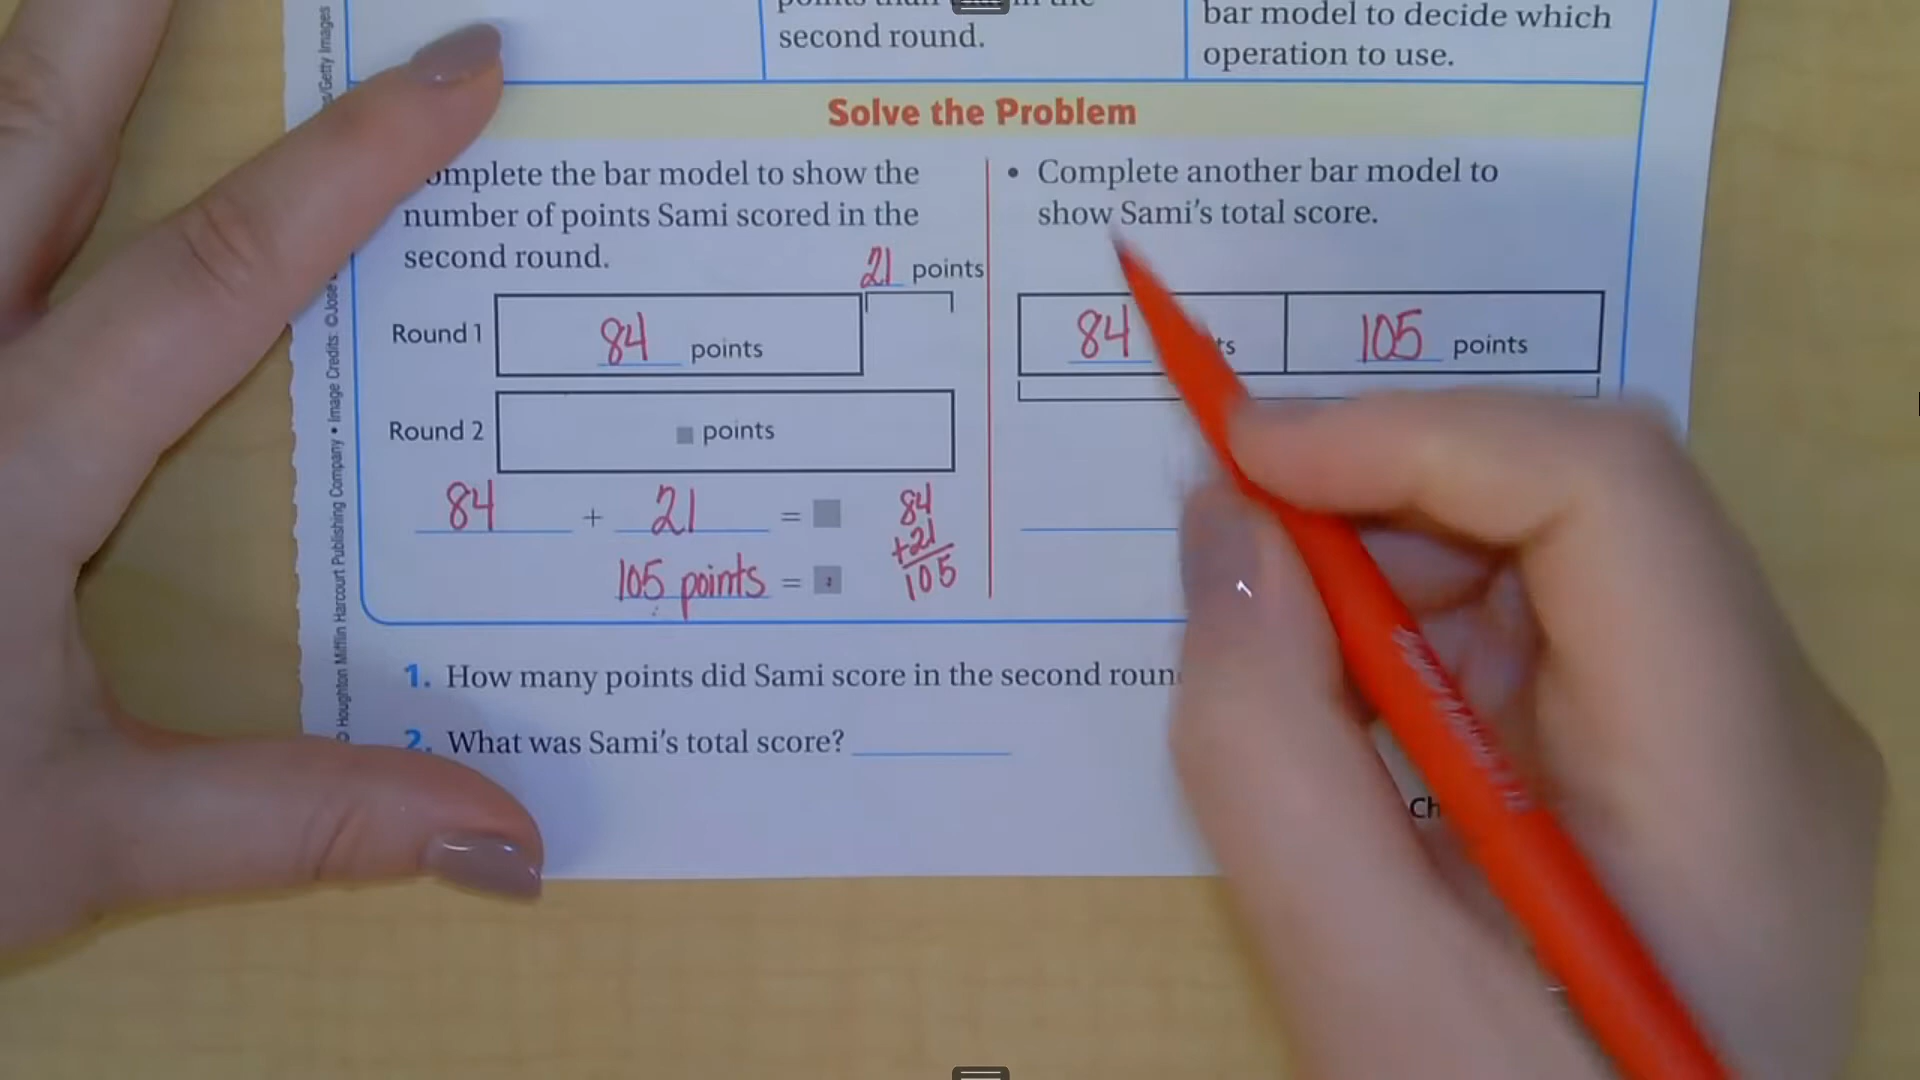 second round.
bar model to decide which
operation to use.
Solve the Problem
Complete the bar model to show the
number of points Sami scored in the
second round.
21 points
Round 1
84 points
Round 2
points
84 + 21 =
105 points =
84
+21
105
• Complete another bar model to
show Sami's total score.
84
105 points
1. How many points did Sami score in the second
2. What was Sami's total score?
Houghton Mifflin Harcourt Publishing Company • Image Credits: ©José
/Getty Images